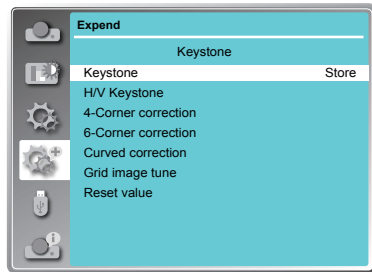 Expend
Keystone
Keystone Store
H/V Keystone
4-Corner correction
6-Corner correction
Curved correction
Grid image tune
Reset value